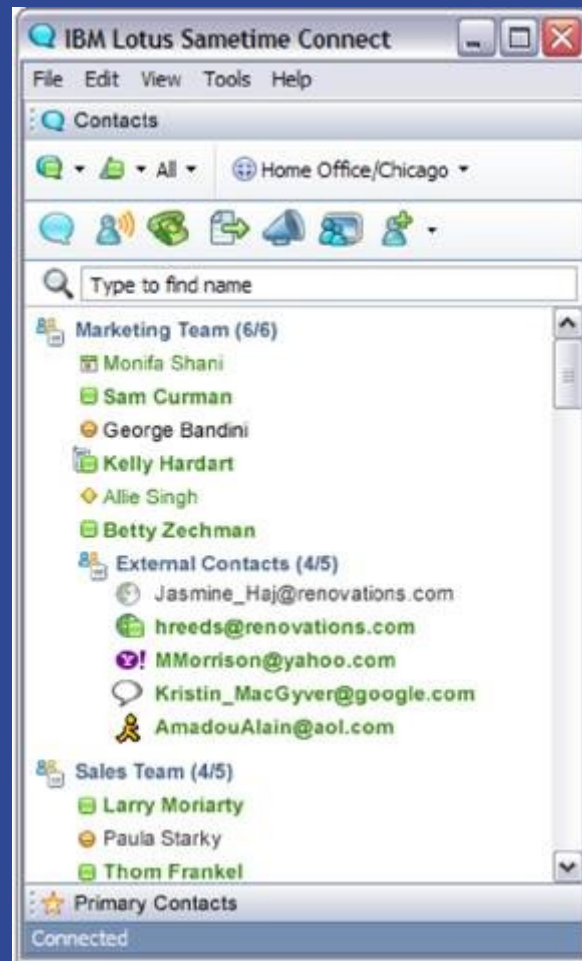 IBM Lotus Sametime Connect
File Edit View Tools Help
Contacts
All Home Office/Chicago
Type to find name
Marketing Team (6/6)
Monifa Shani
Sam Curman
George Bandini
Kelly Hardart
Allie Singh
Betty Zechman
External Contacts (4/5)
Jasmine_Haj@renovations.com
hreeds@renovations.com
Y! MMorrison@yahoo.com
Kristin_MacGyver@google.com
AmadouAlain@aol.com
Sales Team (4/5)
Larry Moriarty
Paula Starky
Thom Frankel
Primary Contacts
Connected